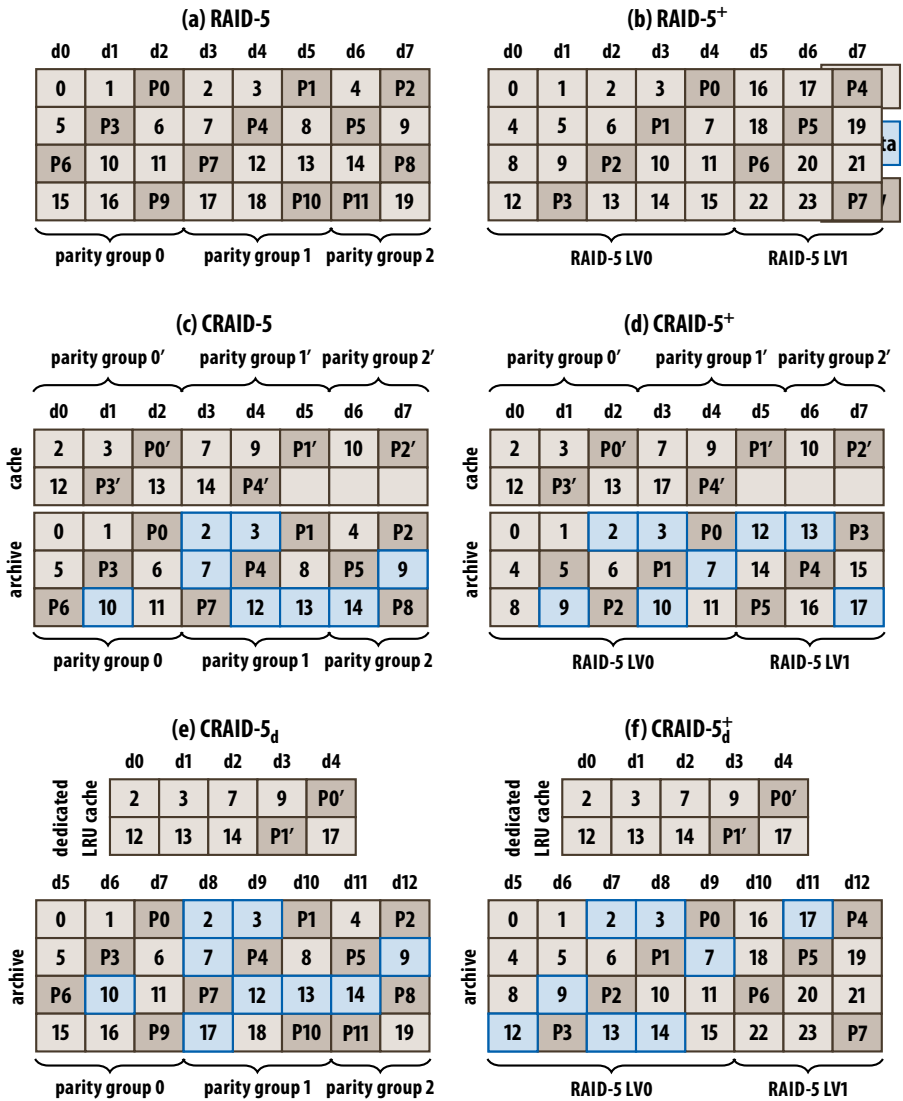 (a) RAID-5
d0 d1 d2 d3 d4 d5 d6 d7
0 1 P0 2 3 P1 4 P2
5 P3 6 7 P4 8 P5 9
P6 10 11 P7 12 13 14 P8
15 16 P9 17 18 P10 P11 19
parity group 0 parity group 1 parity group 2
(b) RAID-5+
d0 d1 d2 d3 d4 d5 d6 d7
0 1 2 3 P0 16 17 P4
4 5 6 P1 7 18 P5 19
ta
8 9 P2 10 11 P6 20 21
12 P3 13 14 15 22 23 P7
RAID-5 LV0 RAID-5 LV1
(c) CRAID-5
parity group 0' parity group 1' parity group 2'
d0 d1 d2 d3 d4 d5 d6 d7
cache
2 3 P0' 7 9 P1' 10 P2'
12 P3' 13 14 P4'
archive
0 1 P0 2 3 P1 4 P2
5 P3 6 7 P4 8 P5 9
P6 10 11 P7 12 13 14 P8
parity group 0 parity group 1 parity group 2
(d) CRAID-5+
parity group 0' parity group 1' parity group 2'
d0 d1 d2 d3 d4 d5 d6 d7
cache
2 3 P0' 7 9 P1' 10 P2'
12 P3' 13 17 P4'
archive
0 1 2 3 P0 12 13 P3
4 5 6 P1 7 14 P4 15
8 9 P2 10 11 P5 16 17
RAID-5 LV0 RAID-5 LV1
(e) CRAID-5d
d0 d1 d2 d3 d4
dedicated
LRU cache
2 3 7 9 P0'
12 13 14 P1' 17
d5 d6 d7 d8 d9 d10 d11 d12
archive
0 1 P0 2 3 P1 4 P2
5 P3 6 7 P4 8 P5 9
P6 10 11 P7 12 13 14 P8
15 16 P9 17 18 P10 P11 19
parity group 0 parity group 1 parity group 2
(f) CRAID-5d+
d0 d1 d2 d3 d4
dedicated
LRU cache
2 3 7 9 P0'
12 13 14 P1' 17
d5 d6 d7 d8 d9 d10 d11 d12
archive
0 1 2 3 P0 16 17 P4
4 5 6 P1 7 18 P5 19
8 9 P2 10 11 P6 20 21
12 P3 13 14 15 22 23 P7
RAID-5 LV0 RAID-5 LV1